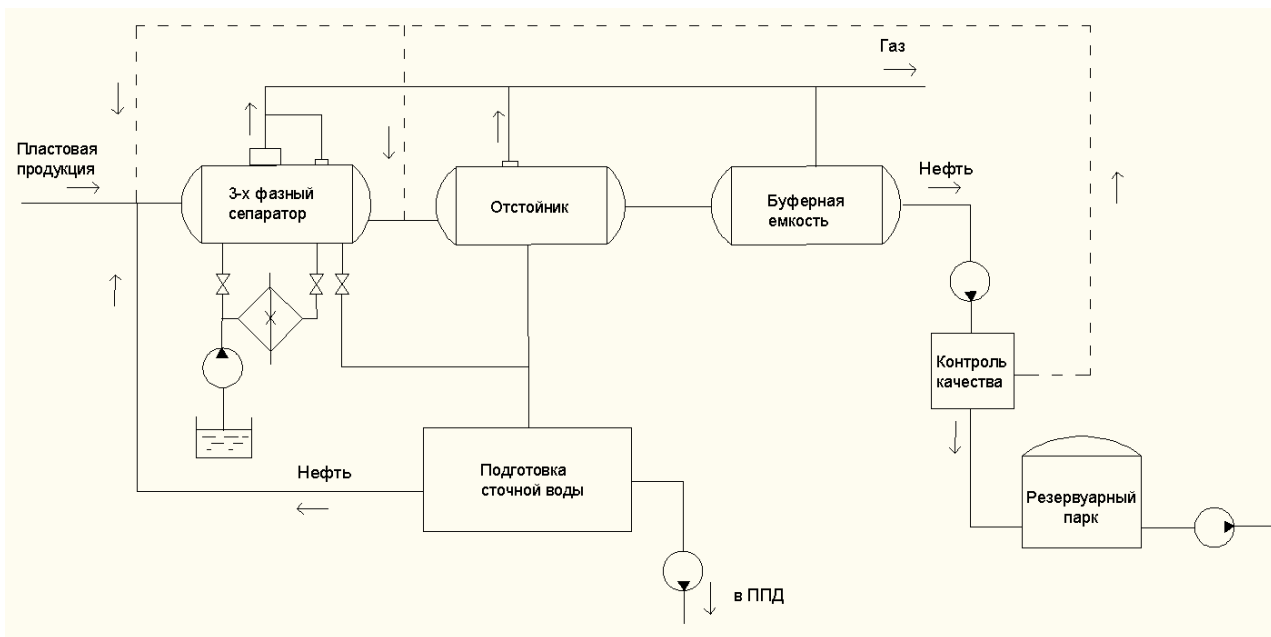 Газ
Пластовая
продукция
3-х фазный
сепаратор
Отстойник
Буферная
емкость
Нефть
Контроль
качества
Нефть
Подготовка
сточной воды
Резервуарный
парк
в ППД